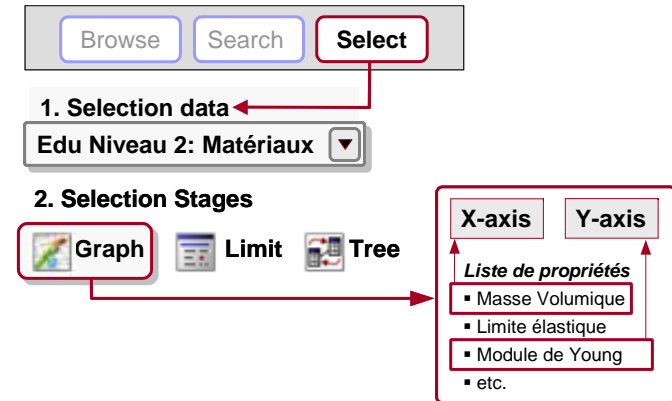 Browse Search Select
1. Selection data
Edu Niveau 2: Matériaux
2. Selection Stages
Graph Limit Tree
X-axis Y-axis
Liste de propriétés
▪ Masse Volumique
▪ Limite élastique
▪ Module de Young
▪ etc.